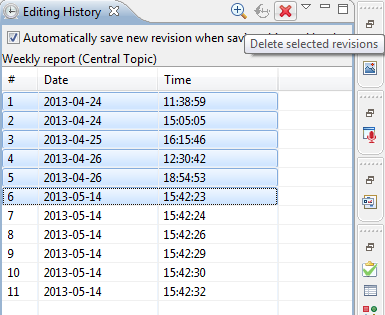 Editing History
Automatically save new revision when savi
Delete selected revisions
Weekly report (Central Topic)
# Date Time
1 2013-04-24 11:38:59
2 2013-04-24 15:05:05
3 2013-04-25 16:15:46
4 2013-04-26 12:30:42
5 2013-04-26 18:54:53
6 2013-05-14 15:42:23
7 2013-05-14 15:42:24
8 2013-05-14 15:42:26
9 2013-05-14 15:42:29
10 2013-05-14 15:42:30
11 2013-05-14 15:42:32